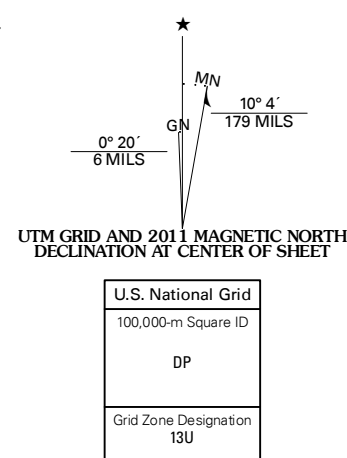 ★
MN
GN
10° 4´
179 MILS
0° 20´
6 MILS
UTM GRID AND 2011 MAGNETIC NORTH
DECLINATION AT CENTER OF SHEET
U.S. National Grid
100,000-m Square ID
DP
Grid Zone Designation
13U